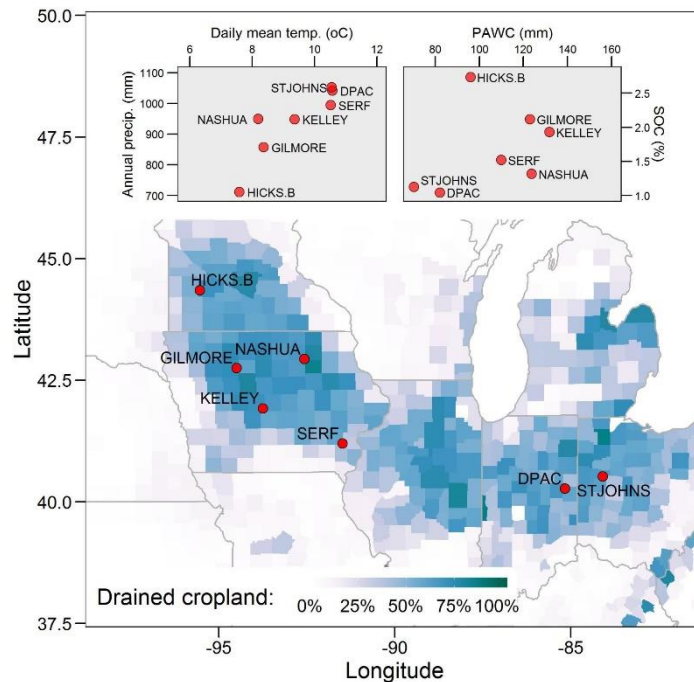 50.0
47.5
45.0
42.5
40.0
37.5
Latitude
Daily mean temp. (oC)
6 8 10 12
Annual precip. (mm)
1100
1000
900
800
700
STJOHNS
DPAC
SERF
NASHUA
KELLEY
GILMORE
HICKS.B
PAWC (mm)
80 100 120 140 160
HICKS.B
GILMORE
KELLEY
SERF
NASHUA
STJOHNS
DPAC
2.5
2.0
1.5
1.0
SOC (%)
HICKS.B
NASHUA
GILMORE
KELLEY
SERF
DPAC
STJOHNS
Drained cropland:
0% 25% 50% 75% 100%
-95 -90 -85
Longitude